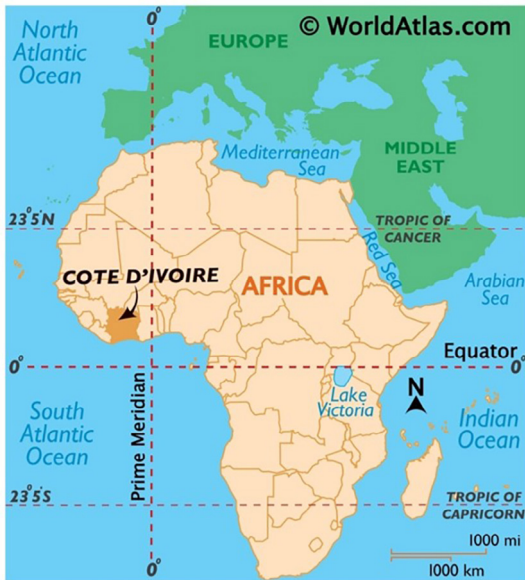 0°
© WorldAtlas.com
North
Atlantic
Ocean
EUROPE
Mediterranean
Sea
MIDDLE
EAST
23°5N
TROPIC OF
CANCER
Red Sea
COTE D'IVOIRE
AFRICA
Arabian
Sea
Equator
0°
0°
Prime Meridian
Lake
Victoria
N
South
Atlantic
Ocean
Indian
Ocean
23°5S
TROPIC OF
CAPRICORN
1000 mi
1000 km
0°